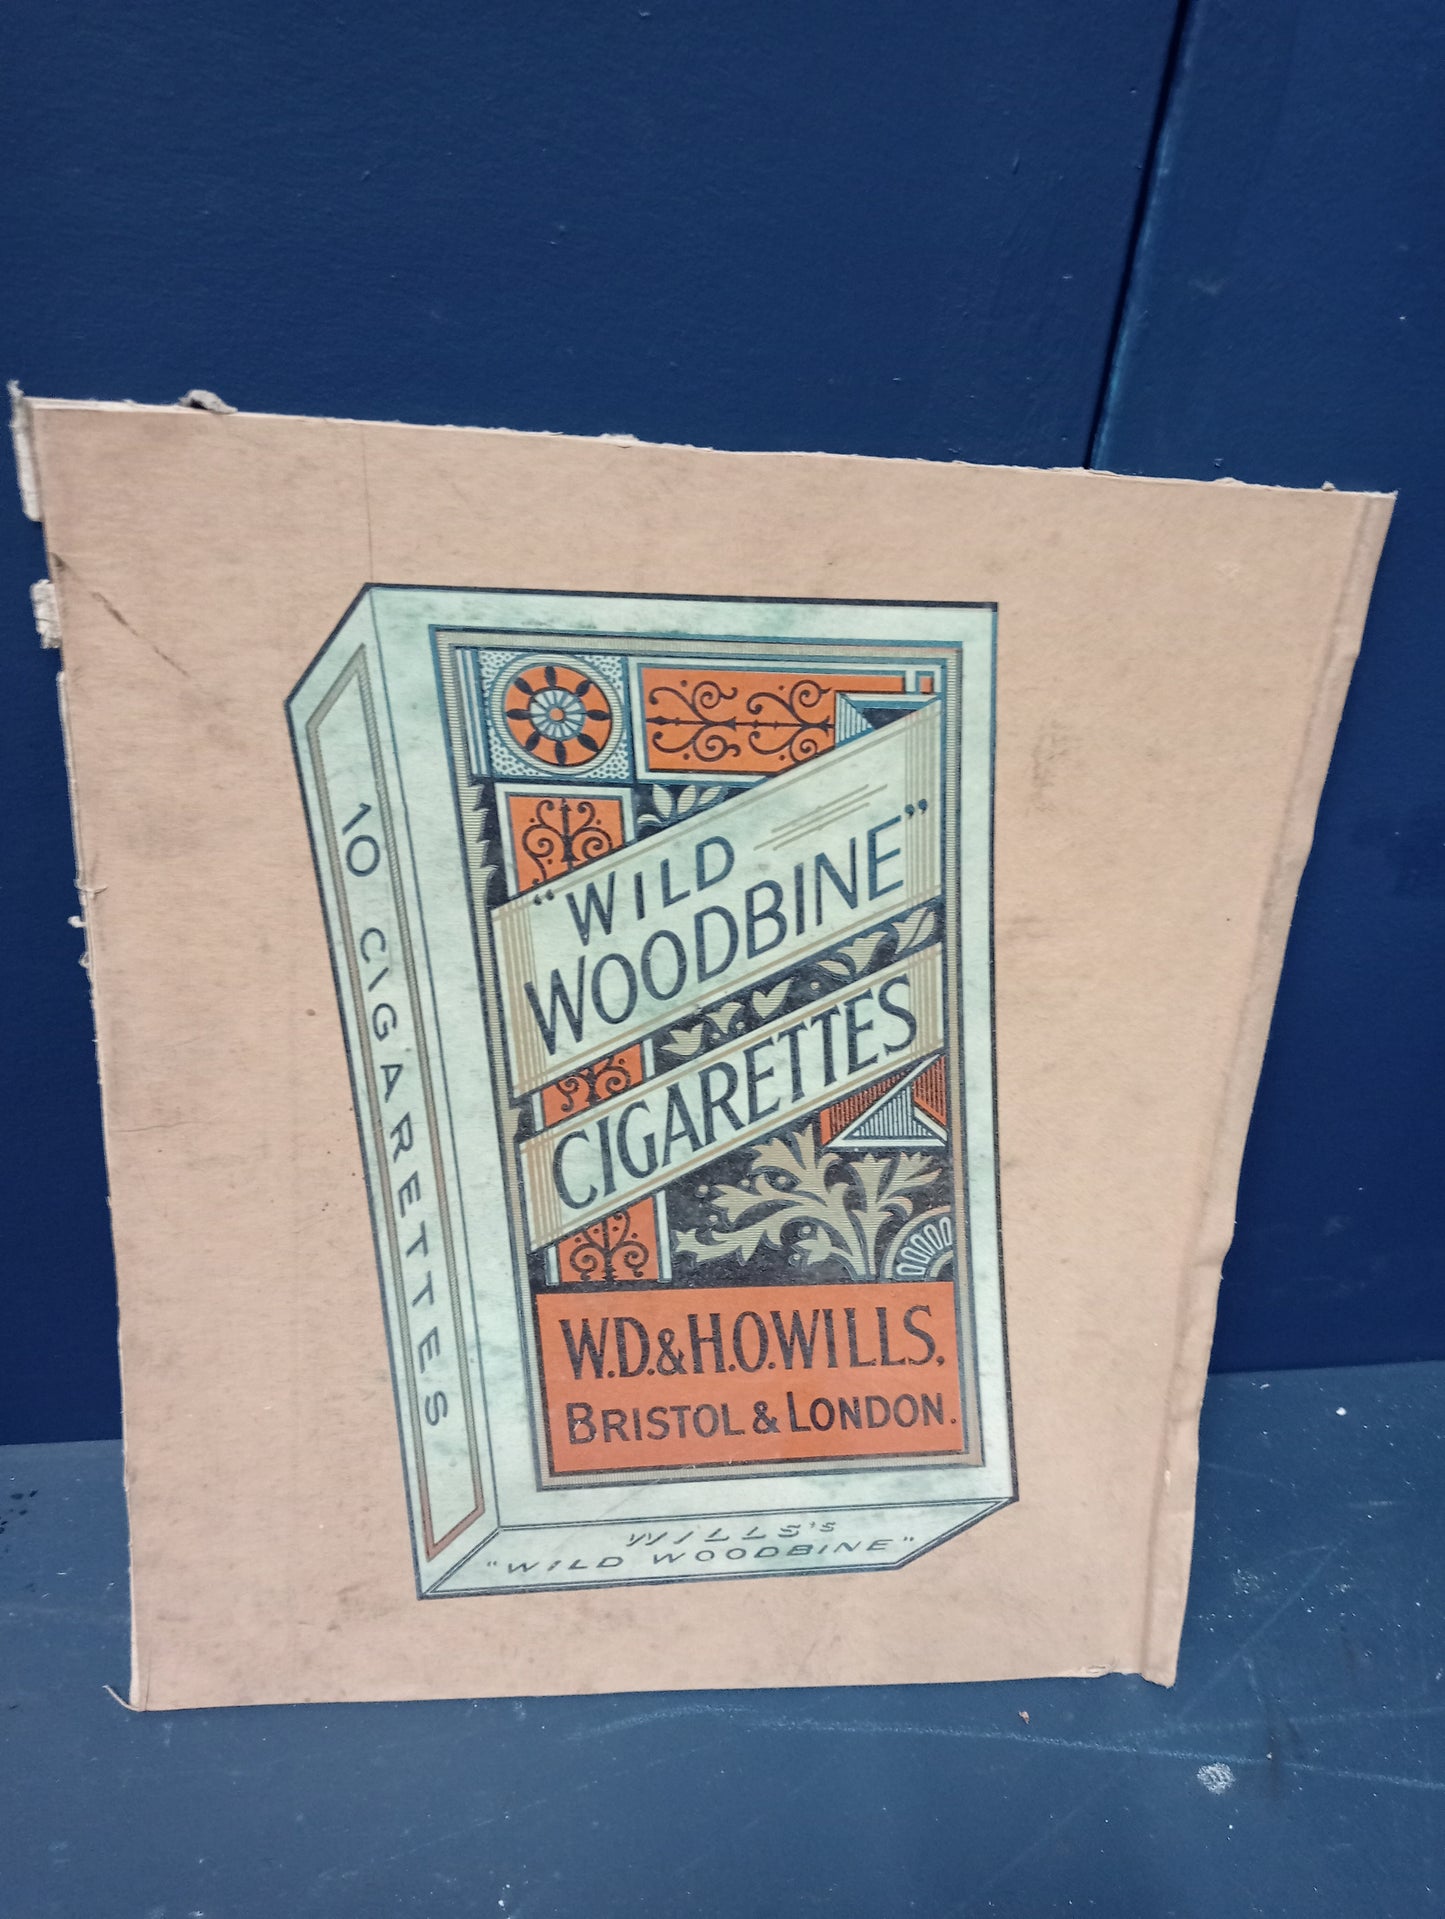 10 CIGARETTES
"WILD
WOODBINE"
CIGARETTES
W.D.&H.O.WILLS,
BRISTOL & LONDON.
WILLS'S
"WILD WOODBINE"